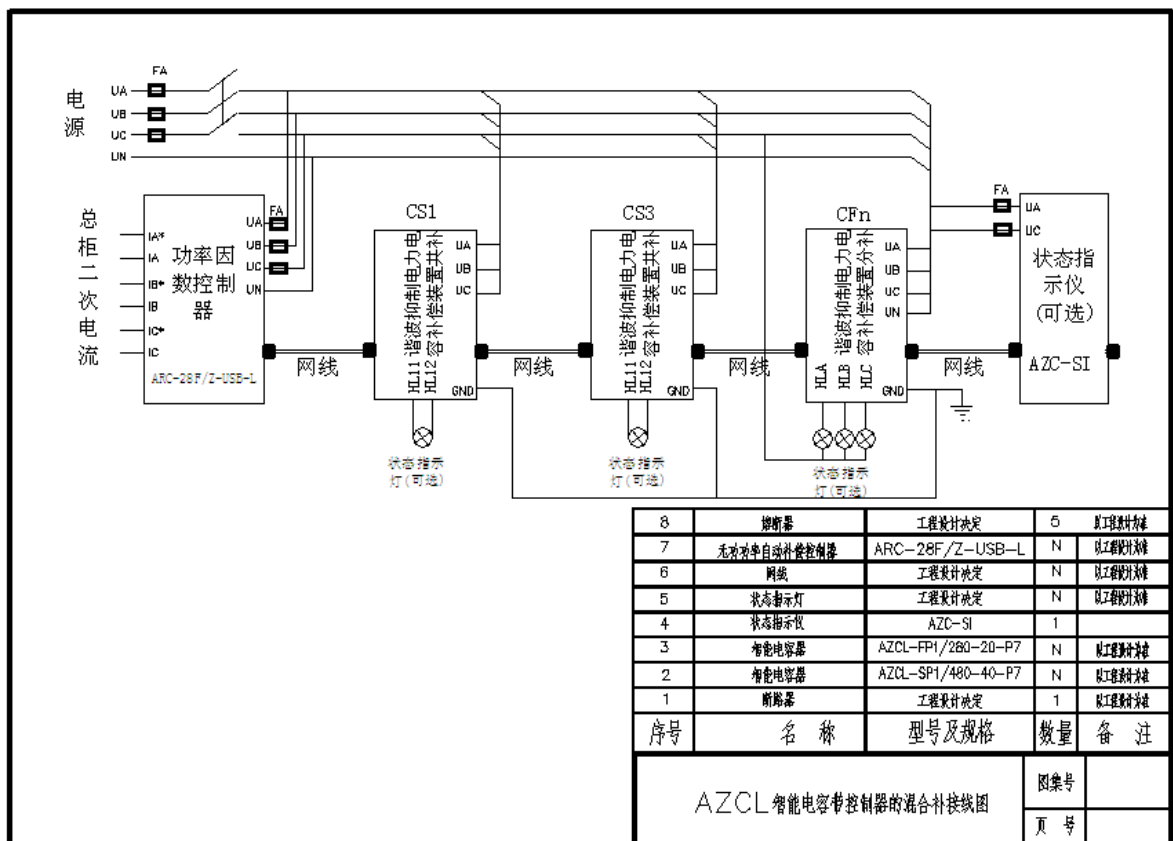 FA
电源
UA
UB
UC
UN
总柜二次电流
IA*
IA
IB*
IB
IC*
IC
功率因
数控制
器
UA
FA
UB
UC
UN
ARC-28F/Z-USB-L
网线
CS1
谐波抑制电力电
容补偿装置共补
HL11
HL12
UA
UB
UC
GND
状态指示
灯(可选)
网线
CS3
谐波抑制电力电
容补偿装置共补
HL11
HL12
UA
UB
UC
GND
状态指示
灯(可选)
网线
CFn
谐波抑制电力电
容补偿装置分补
HLA
HLB
HLC
UA
UB
UC
UN
GND
状态指示
灯(可选)
网线
FA
UA
UC
状态指
示仪
(可选)
AZC-SI
8 熔断器 工程设计决定 5 以工程设计为准
7 无功功率自动补偿控制器 ARC-28F/Z-USB-L N 以工程设计为准
6 网线 工程设计决定 N 以工程设计为准
5 状态指示灯 工程设计决定 N 以工程设计为准
4 状态指示仪 AZC-SI 1
3 智能电容器 AZCL-FP1/280-20-P7 N 以工程设计为准
2 智能电容器 AZCL-SP1/480-40-P7 N 以工程设计为准
1 断路器 工程设计决定 1 以工程设计为准
序号 名 称 型号及规格 数量 备 注
AZCL智能电容带控制器的混合补接线图
图集号
页 号